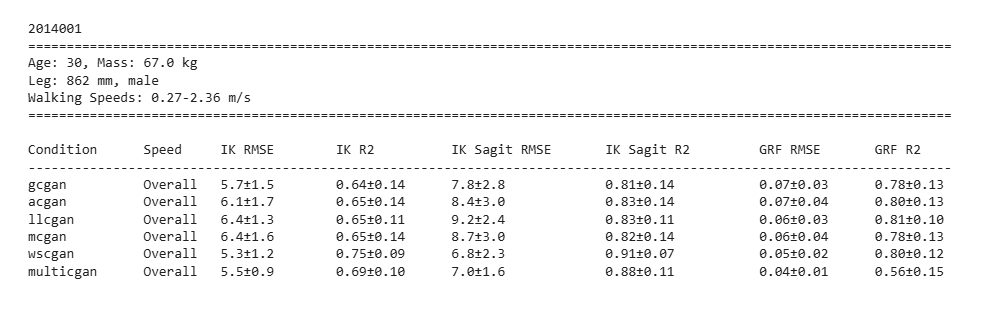 2014001
========================================================================================================================
Age: 30, Mass: 67.0 kg
Leg: 862 mm, male
Walking Speeds: 0.27-2.36 m/s
========================================================================================================================
Condition Speed IK RMSE IK R2 IK Sagit RMSE IK Sagit R2 GRF RMSE GRF R2
------------------------------------------------------------------------------------------------------------------------
gcgan Overall 5.7±1.5 0.64±0.14 7.8±2.8 0.81±0.14 0.07±0.03 0.78±0.13
acgan Overall 6.1±1.7 0.65±0.14 8.4±3.0 0.83±0.14 0.07±0.04 0.80±0.13
llcgan Overall 6.4±1.3 0.65±0.11 9.2±2.4 0.83±0.11 0.06±0.03 0.81±0.10
mcgan Overall 6.4±1.6 0.65±0.14 8.7±3.0 0.82±0.14 0.06±0.04 0.78±0.13
wscgan Overall 5.3±1.2 0.75±0.09 6.8±2.3 0.91±0.07 0.05±0.02 0.80±0.12
multicgan Overall 5.5±0.9 0.69±0.10 7.0±1.6 0.88±0.11 0.04±0.01 0.56±0.15